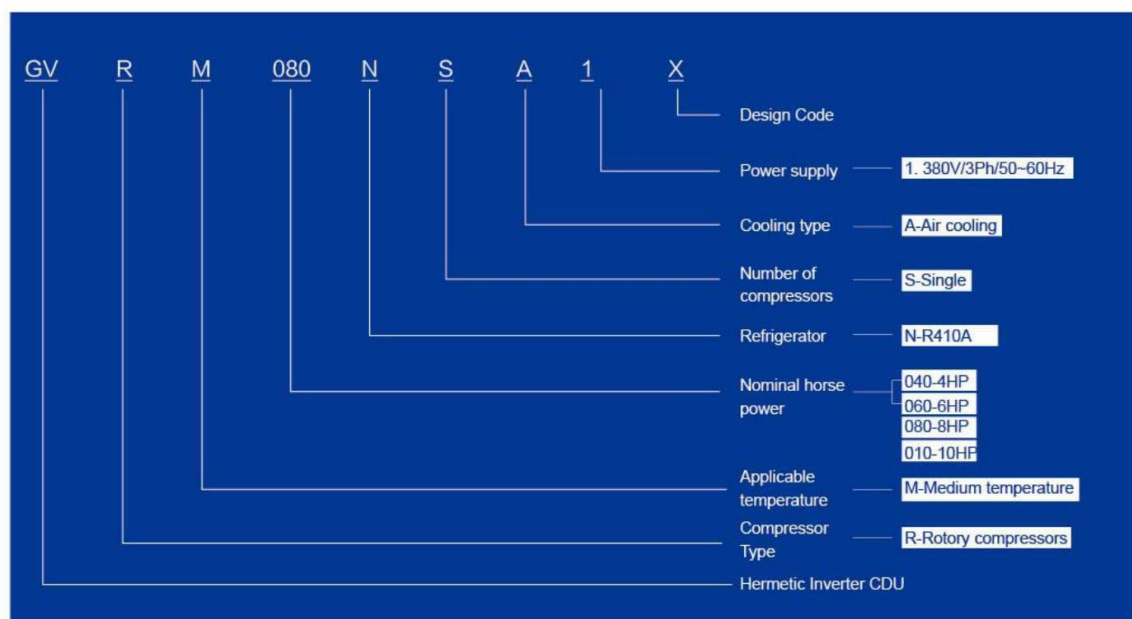 GV R M 080 N S A 1 X
Design Code
Power supply 1. 380V/3Ph/50~60Hz
Cooling type A-Air cooling
Number of
compressors S-Single
Refrigerator N-R410A
Nominal horse
power
040-4HP
060-6HP
080-8HP
010-10HP
Applicable
temperature M-Medium temperature
Compressor
Type R-Rotory compressors
Hermetic Inverter CDU